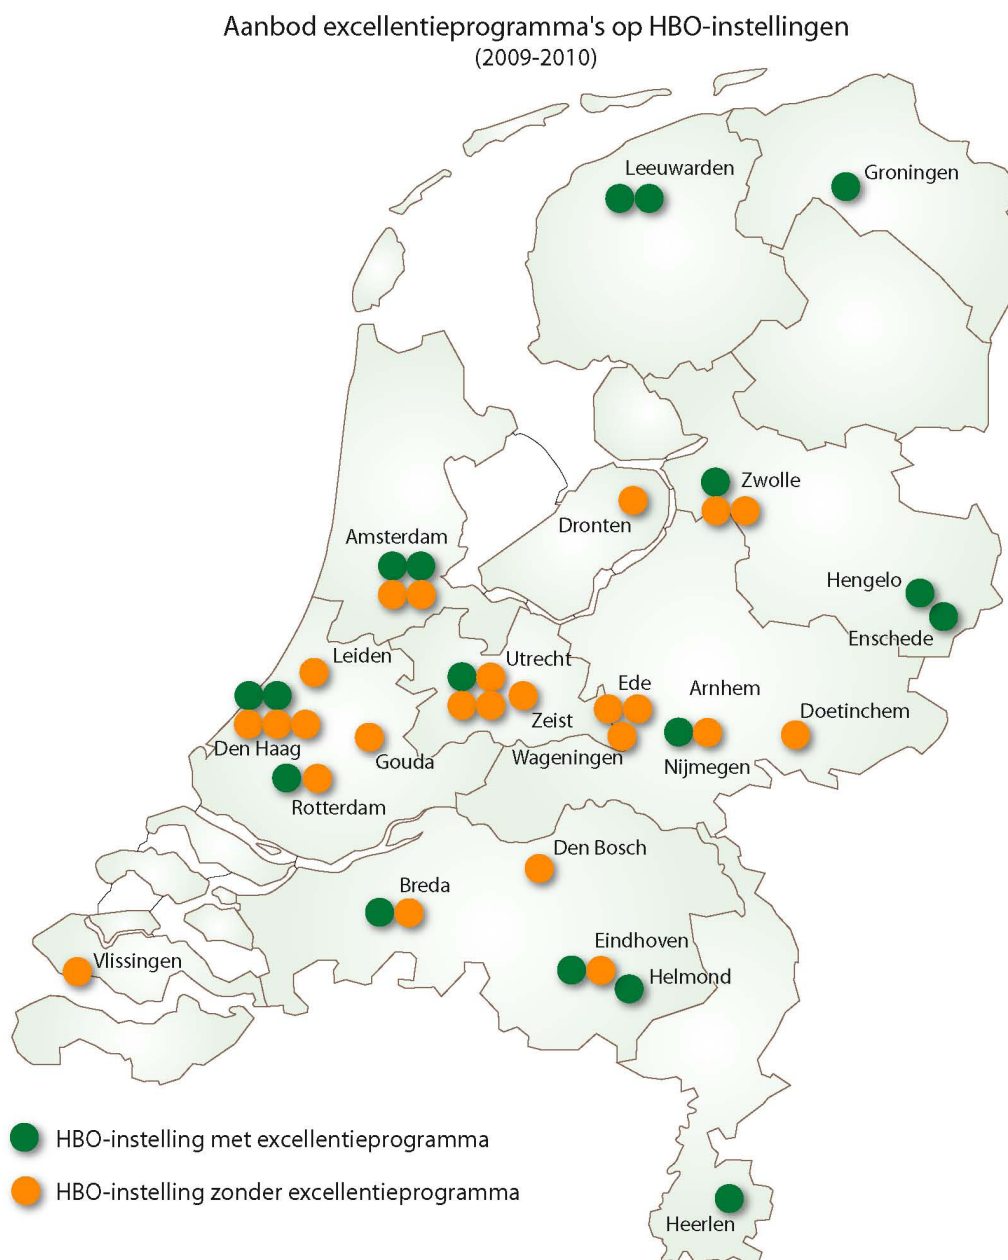 Aanbod excellentieprogramma's op HBO-instellingen
(2009-2010)
Leeuwarden
Groningen
Zwolle
Dronten
Amsterdam
Hengelo
Enschede
Leiden
Utrecht
Ede
Arnhem
Doetinchem
Zeist
Den Haag
Gouda
Wageningen
Nijmegen
Rotterdam
Den Bosch
Breda
Eindhoven
Vlissingen
Helmond
HBO-instelling met excellentieprogramma
HBO-instelling zonder excellentieprogramma
Heerlen